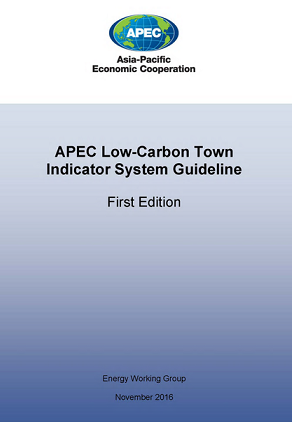 APEC
Asia-Pacific
Economic Cooperation
APEC Low-Carbon Town
Indicator System Guideline
First Edition
Energy Working Group
November 2016